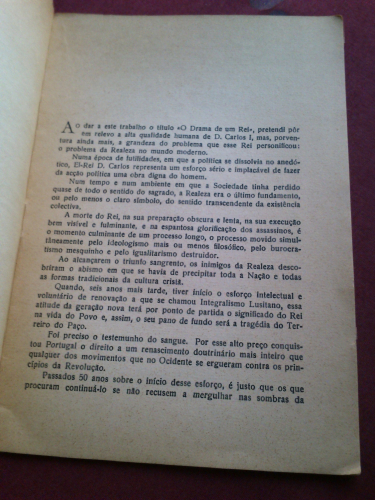 Ao dar a este trabalho o título «O Drama de um Rei», pretendi pôr
em relevo a alta qualidade humana de D. Carlos I, mas, porven-
tura ainda mais, a grandeza do problema que esse Rei personificou:
o problema da Realeza no mundo moderno.
Numa época de futilidades, em que a política se dissolvis no anedó-
tico, El-Rei D. Carlos representa um esforço sério e implacável de fazer
da acção política uma obra digna do homem.
Num tempo e num ambiente em que a Sociedade tinha perdido
quase de todo o sentido do sagrado, a Realeza era o último fundamento,
ou pelo menos o claro símbolo, do sentido transcendente da existência
colectiva.
A morte do Rei, na sua preparação obscura e lenta, na sua execução
bem visível e fulminante, e na espantosa glorificação dos assassinos, é
o momento culminante de um processo longo, o processo movido simul-
tâneamente pelo ideologismo mais ou menos filosófico, pelo burocra-
tismo mesquinho e pelo igualitarismo destruidor.
Ao alcançarem o triunfo sangrento, os inimigos da Realeza desco-
briram o abismo em que se havia de precipitar toda a Nação e todas
as formas tradicionais da cultura cristã.
Quando, seis anos mais tarde, tiver início o esforço intelectual e
voluntário de renovação a que se chamou Integralismo Lusitano, essa
atitude da geração nova terá por ponto de partida o significado do Rei
na vida do Povo e, assim, o seu pano de fundo será a tragédia do Ter-
reiro do Paço.
Foi preciso o testemunho do sangue. Por esse alto preço conquis-
tou Portugal o direito a um renascimento doutrinário mais inteiro que
qualquer dos movimentos que no Ocidente se ergueram contra os prin-
cípios da Revolução.
Passados 50 anos sobre o início desse esforço, é justo que os que
procuram continuá-lo se não recusem a mergulhar nas sombras da